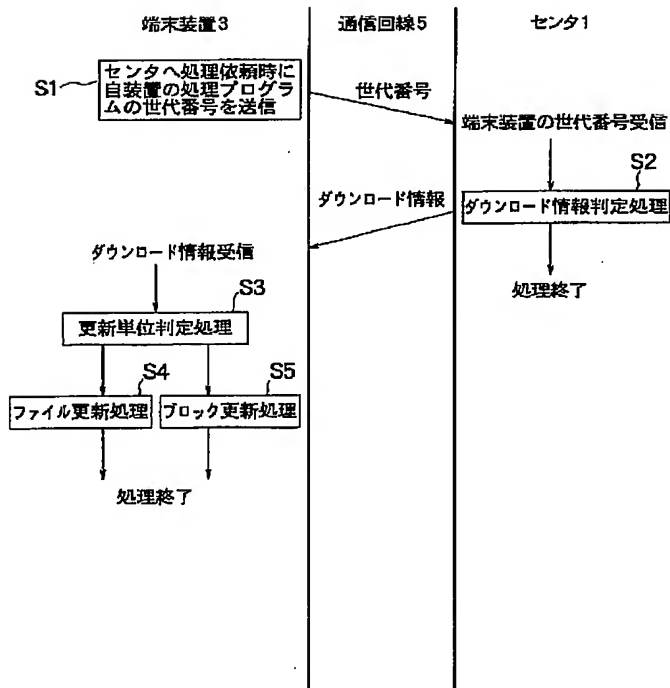 端末装置3
通信回線5
センタ1
S1
センタへ処理依頼時に
自装置の処理プログラ
ムの世代番号を送信
世代番号
端末装置の世代番号受信
S2
ダウンロード情報判定処理
ダウンロード情報
処理終了
ダウンロード情報受信
S3
更新単位判定処理
S4
ファイル更新処理
S5
ブロック更新処理
処理終了